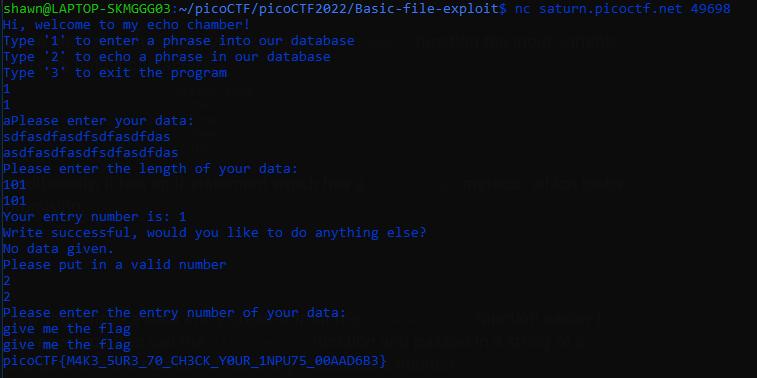 shawn@LAPTOP-SKMGGG03:~/picoCTF/picoCTF2022/Basic-file-exploit$ nc saturn.picoctf.net 49698
Hi, welcome to my echo chamber!
Type '1' to enter a phrase into our database
Type '2' to echo a phrase in our database
Type '3' to exit the program
1
1
aPlease enter your data:
sdfasdfasdfsdfasdfdas
asdfasdfasdfsdfasdfdas
Please enter the length of your data:
101
101
Your entry number is: 1
Write successful, would you like to do anything else?
No data given.
Please put in a valid number
2
2
Please enter the entry number of your data:
give me the flag
give me the flag
picoCTF{M4K3_5UR3_70_CH3CK_Y0UR_1NPU75_00AAD6B3}